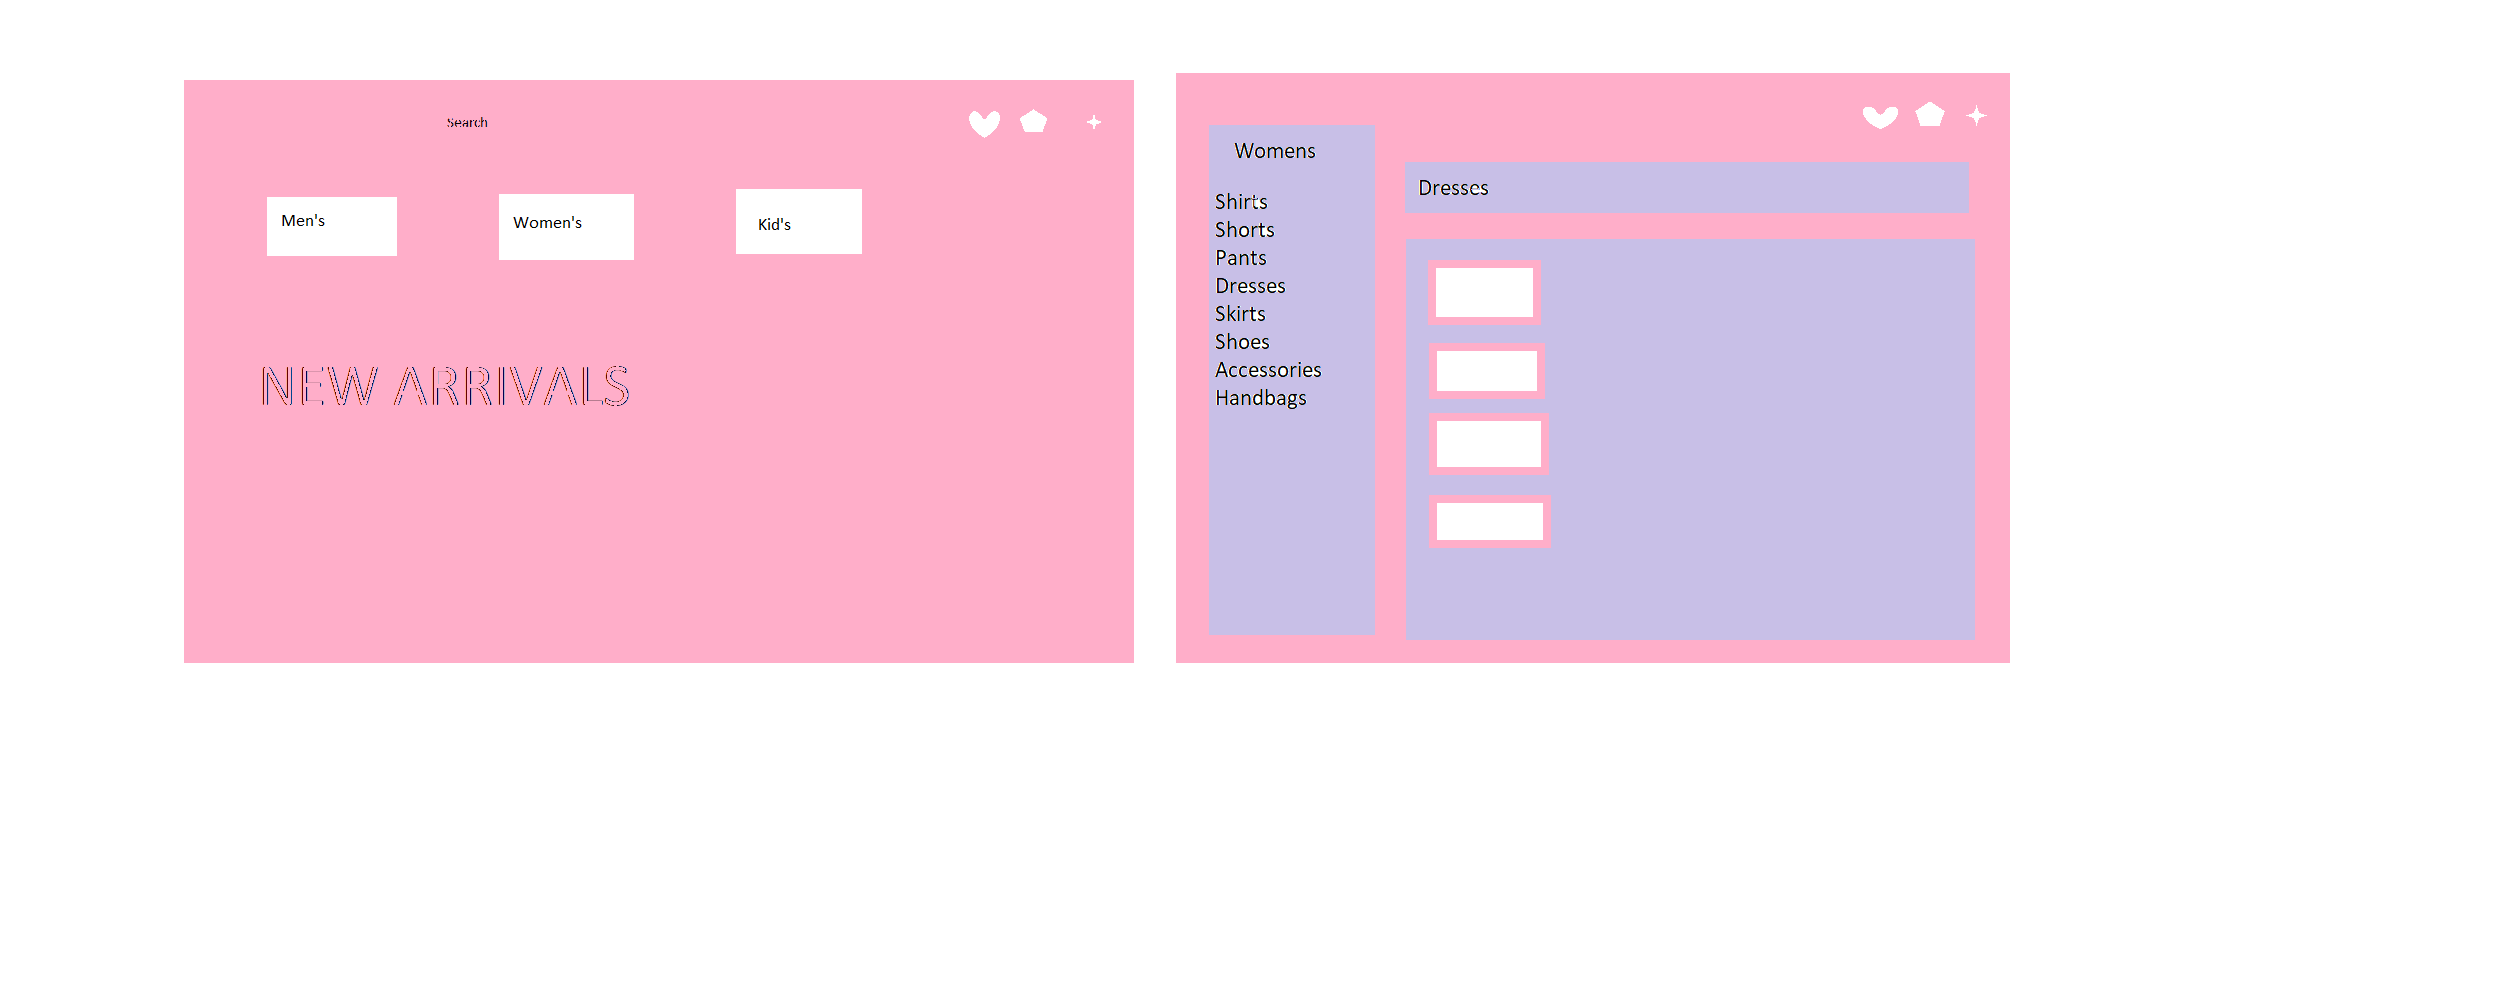 Search
Men's
Women's
Kid's
NEW ARRIVALS
Womens
Shirts
Shorts
Pants
Dresses
Skirts
Shoes
Accessories
Handbags
Dresses